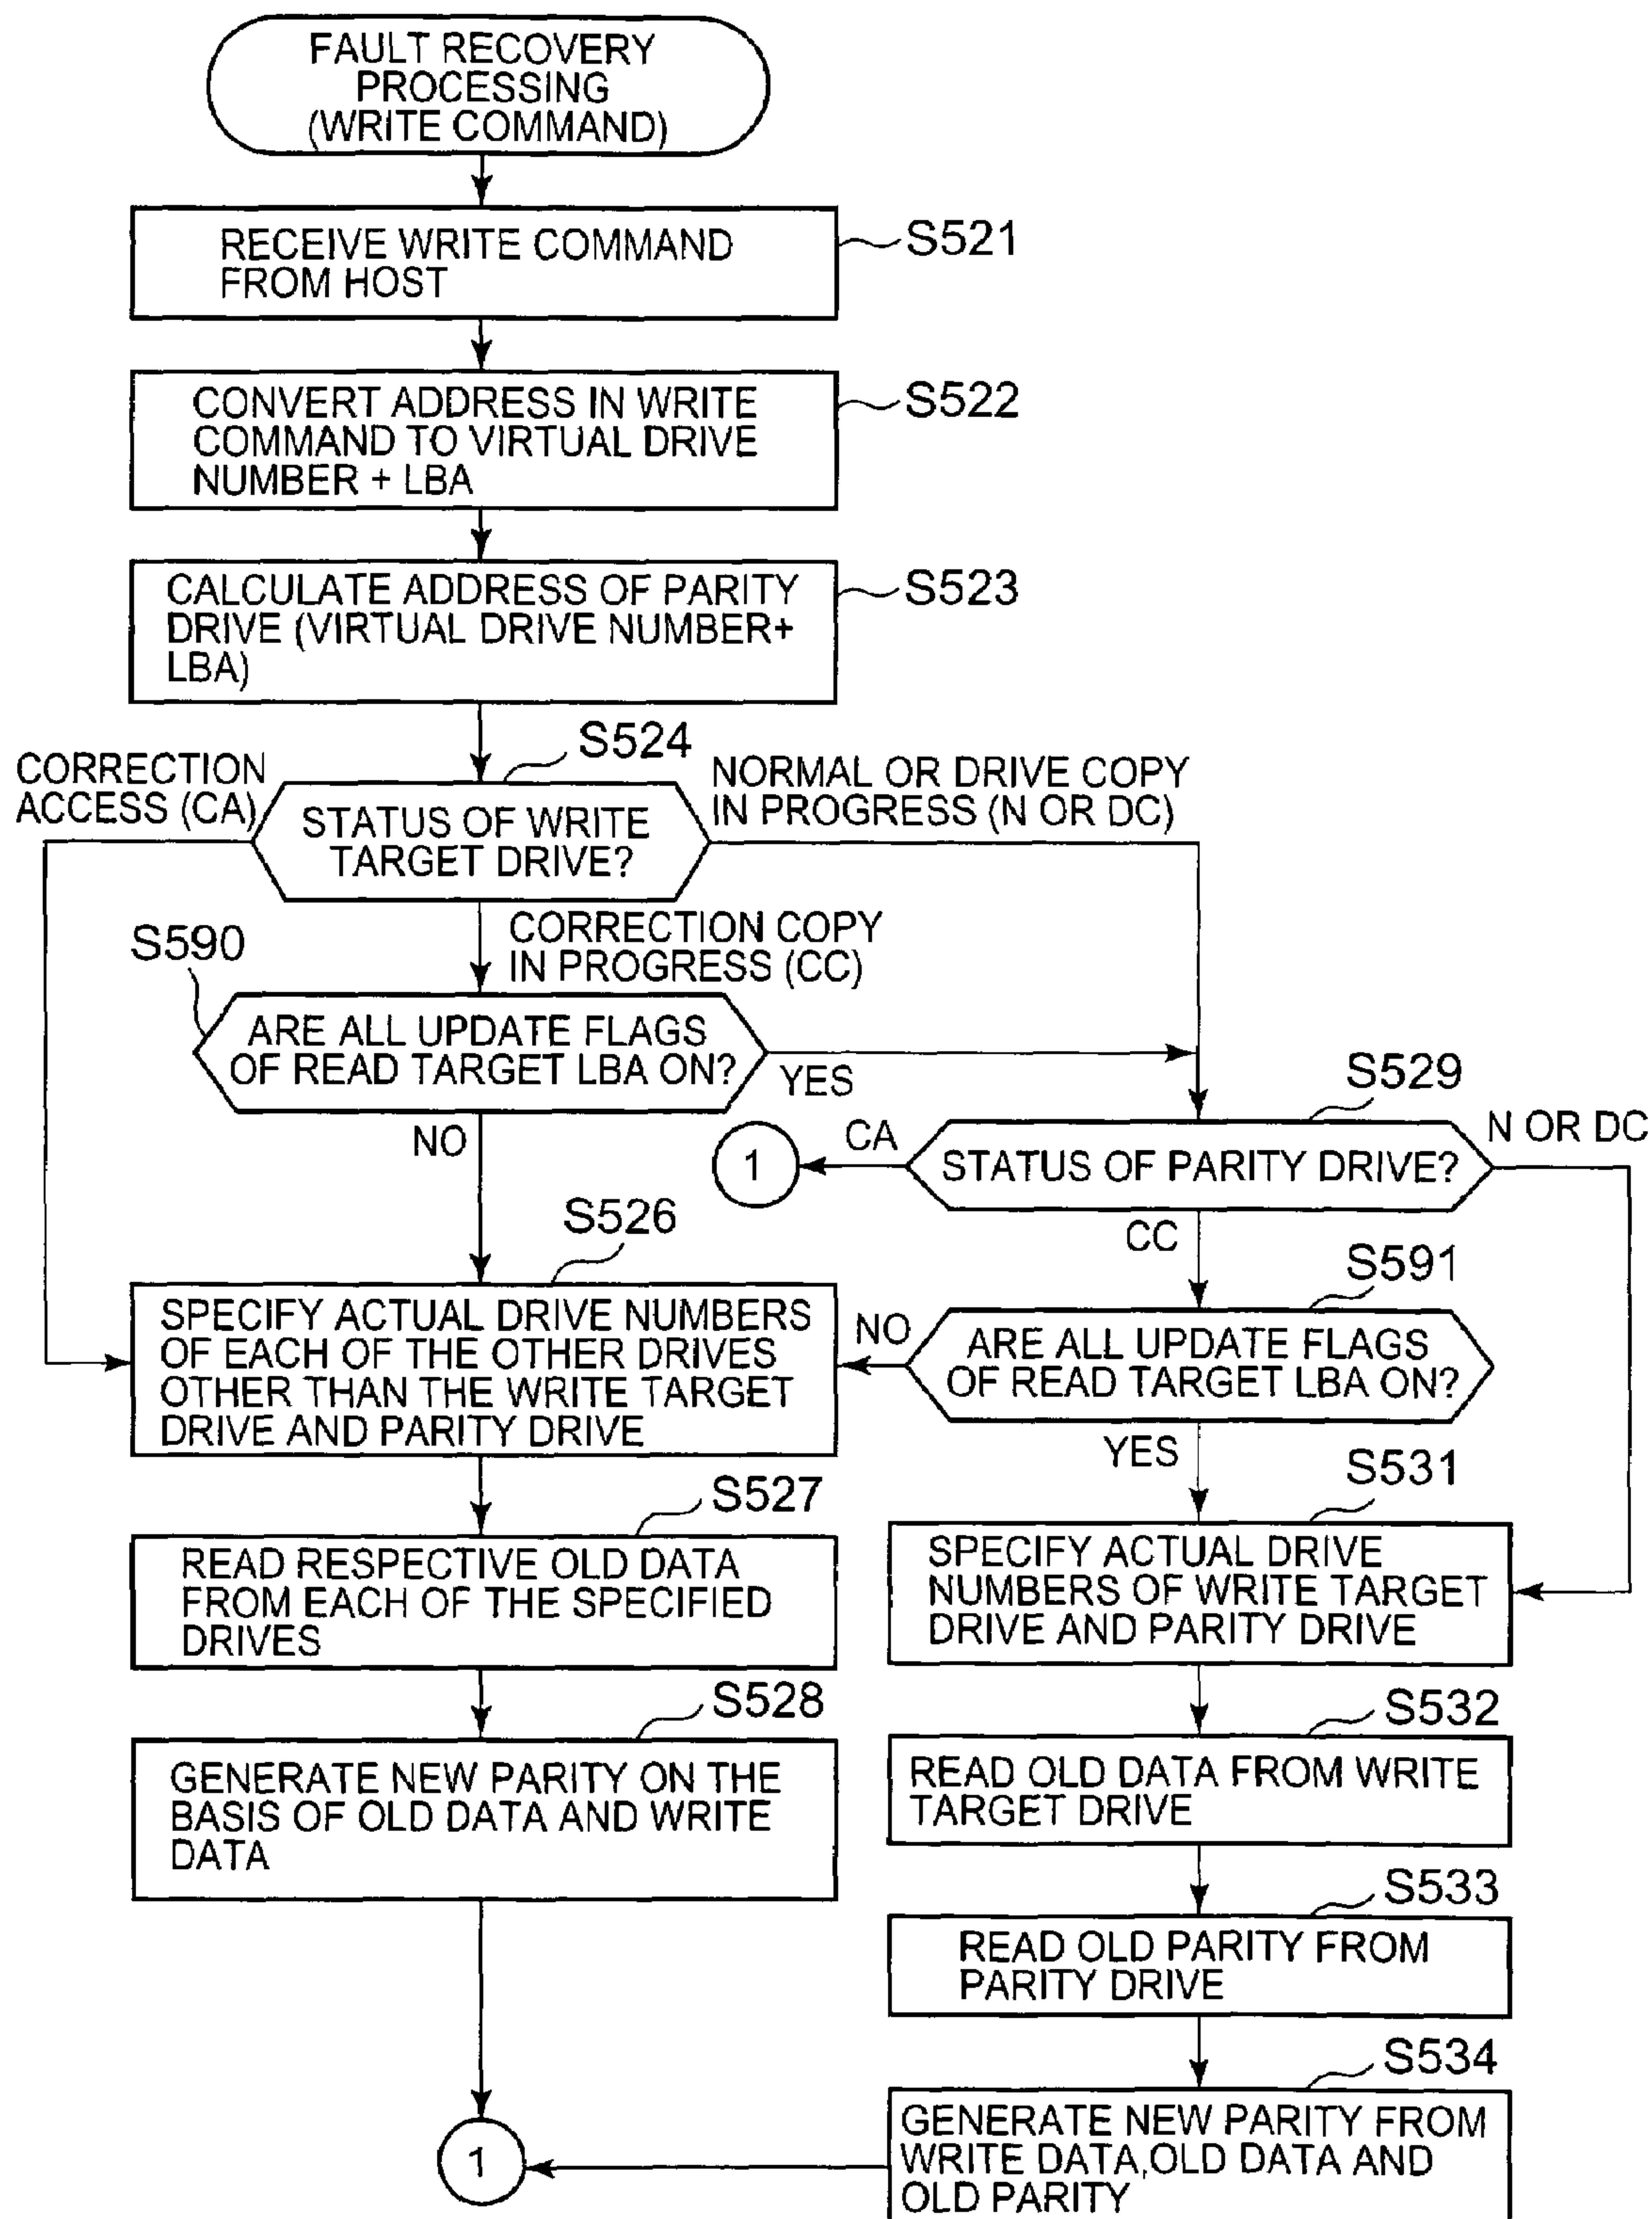 FAULT RECOVERY
PROCESSING
(WRITE COMMAND)
RECEIVE WRITE COMMAND
FROM HOST
S521
CONVERT ADDRESS IN WRITE
COMMAND TO VIRTUAL DRIVE
NUMBER + LBA
S522
CALCULATE ADDRESS OF PARITY
DRIVE (VIRTUAL DRIVE NUMBER+
LBA)
S523
S524
CORRECTION
ACCESS (CA)
STATUS OF WRITE
TARGET DRIVE?
NORMAL OR DRIVE COPY
IN PROGRESS (N OR DC)
CORRECTION COPY
IN PROGRESS (CC)
S590
ARE ALL UPDATE FLAGS
OF READ TARGET LBA ON?
YES
NO
S529
1
CA
STATUS OF PARITY DRIVE?
N OR DC
CC
S526
SPECIFY ACTUAL DRIVE NUMBERS
OF EACH OF THE OTHER DRIVES
OTHER THAN THE WRITE TARGET
DRIVE AND PARITY DRIVE
S591
NO
ARE ALL UPDATE FLAGS
OF READ TARGET LBA ON?
YES
S527
READ RESPECTIVE OLD DATA
FROM EACH OF THE SPECIFIED
DRIVES
S531
SPECIFY ACTUAL DRIVE
NUMBERS OF WRITE TARGET
DRIVE AND PARITY DRIVE
S528
GENERATE NEW PARITY ON THE
BASIS OF OLD DATA AND WRITE
DATA
S532
READ OLD DATA FROM WRITE
TARGET DRIVE
S533
READ OLD PARITY FROM
PARITY DRIVE
S534
GENERATE NEW PARITY FROM
WRITE DATA,OLD DATA AND
OLD PARITY
1